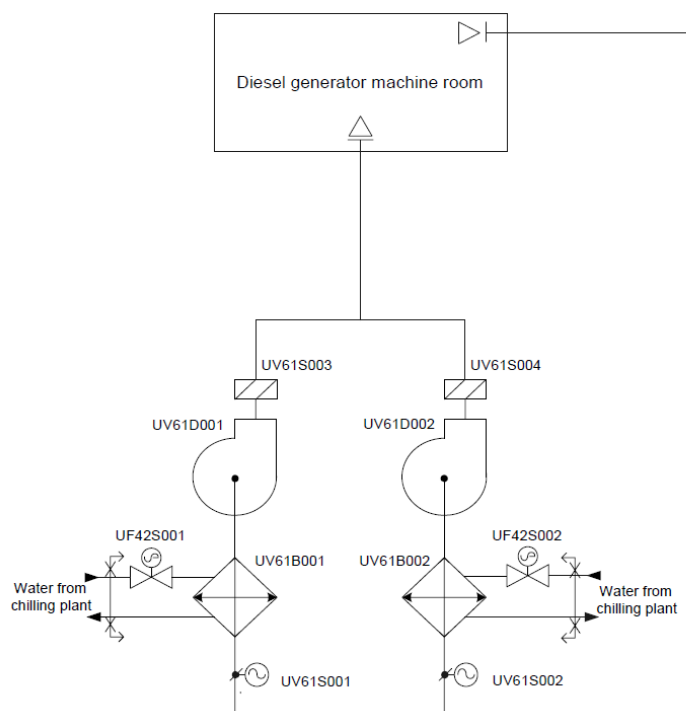 Diesel generator machine room
UV61S003
UV61S004
UV61D001
UV61D002
UF42S001
UF42S002
UV61B001
UV61B002
Water from
chilling plant
Water from
chilling plant
UV61S001
UV61S002